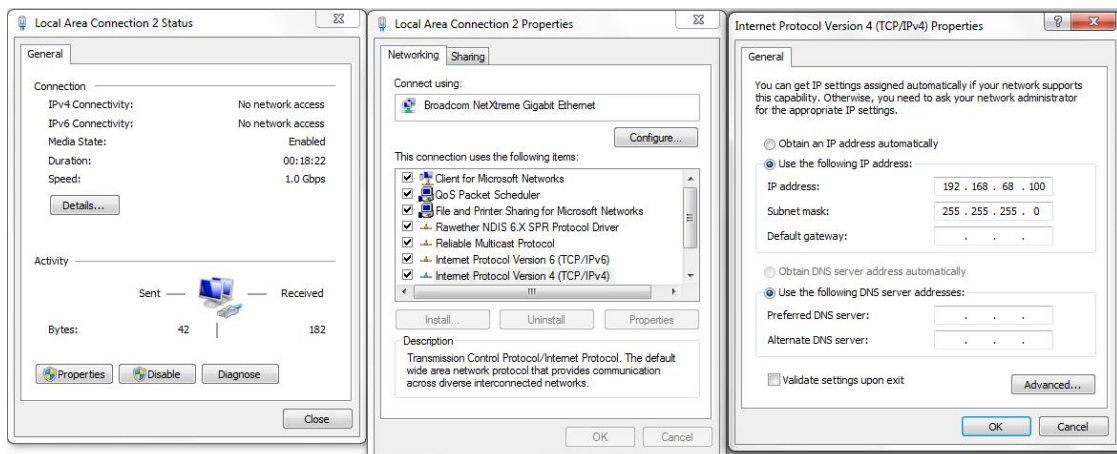 Local Area Connection 2 Status
General
Connection
IPv4 Connectivity: No network access
IPv6 Connectivity: No network access
Media State: Enabled
Duration: 00:18:22
Speed: 1.0 Gbps
Details...
Activity
Sent Received
Bytes: 42 182
Properties Disable Diagnose
Close
Local Area Connection 2 Properties
Networking Sharing
Connect using:
Broadcom NetXtreme Gigabit Ethernet
Configure...
This connection uses the following items:
Client for Microsoft Networks
QoS Packet Scheduler
File and Printer Sharing for Microsoft Networks
Rawether NDIS 6.X SPR Protocol Driver
Reliable Multicast Protocol
Internet Protocol Version 6 (TCP/IPv6)
Internet Protocol Version 4 (TCP/IPv4)
Install... Uninstall Properties
Description
Transmission Control Protocol/Internet Protocol. The default
wide area network protocol that provides communication
across diverse interconnected networks.
OK Cancel
Internet Protocol Version 4 (TCP/IPv4) Properties
General
You can get IP settings assigned automatically if your network supports
this capability. Otherwise, you need to ask your network administrator
for the appropriate IP settings.
Obtain an IP address automatically
Use the following IP address:
IP address: 192 . 168 . 68 . 100
Subnet mask: 255 . 255 . 255 . 0
Default gateway: . . .
Obtain DNS server address automatically
Use the following DNS server addresses:
Preferred DNS server: . . .
Alternate DNS server: . . .
Validate settings upon exit
Advanced...
OK Cancel